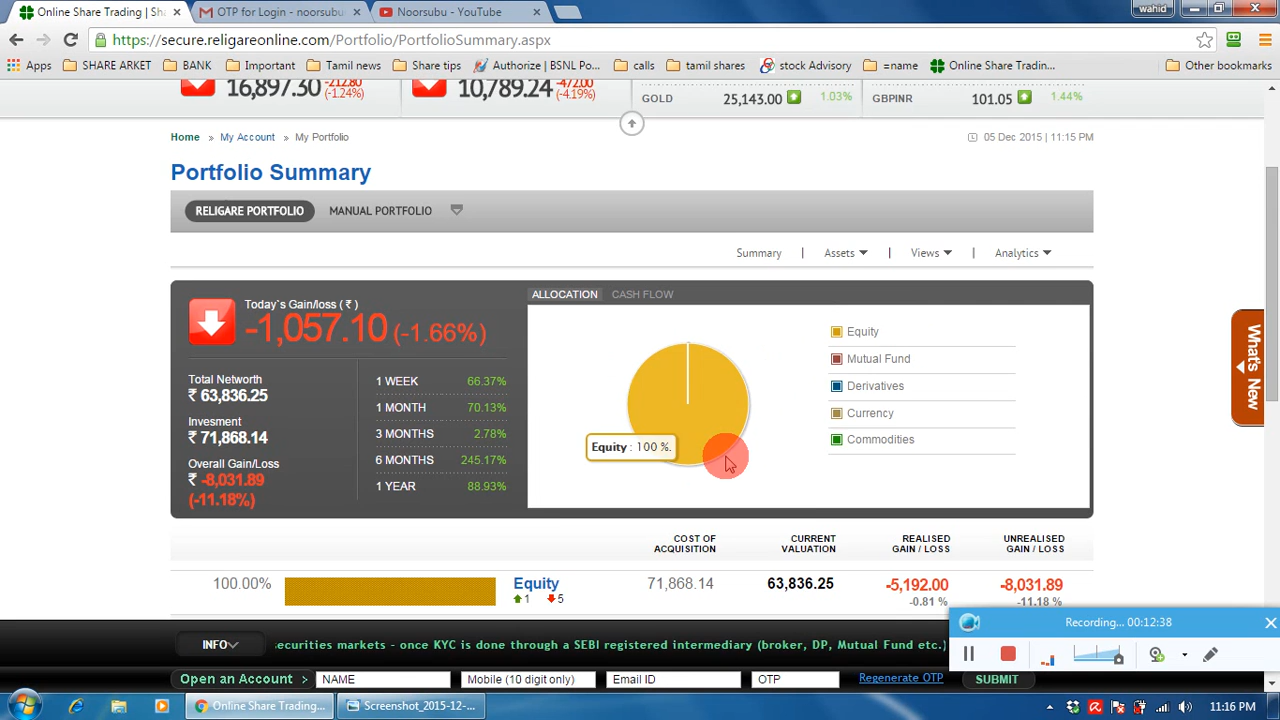 Online Share Trading | Sha
OTP for Login - noorsubu
Noorsubu - YouTube
wahid
https://secure.religareonline.com/Portfolio/PortfolioSummary.aspx
Apps
SHARE ARKET
BANK
Important
Tamil news
Share tips
Authorize | BSNL Po...
calls
tamil shares
stock Advisory
=name
Online Share Tradin...
Other bookmarks
16,897.30
-212.80
(-1.24%)
10,789.24
-472.00
(-4.19%)
GOLD 25,143.00 1.03%
GBPINR 101.05 1.44%
Home » My Account » My Portfolio
05 Dec 2015 | 11:15 PM
Portfolio Summary
RELIGARE PORTFOLIO
MANUAL PORTFOLIO
Summary | Assets | Views | Analytics
Today`s Gain/loss ( ₹ )
-1,057.10 (-1.66%)
Total Networth
₹ 63,836.25
Invesment
₹ 71,868.14
Overall Gain/Loss
₹ -8,031.89
(-11.18%)
1 WEEK 66.37%
1 MONTH 70.13%
3 MONTHS 2.78%
6 MONTHS 245.17%
1 YEAR 88.93%
ALLOCATION
CASH FLOW
Equity
Mutual Fund
Derivatives
Currency
Commodities
Equity : 100 %.
What's New
COST OF
ACQUISITION
CURRENT
VALUATION
REALISED
GAIN / LOSS
UNREALISED
GAIN / LOSS
100.00%
Equity
1 5
71,868.14
63,836.25
-5,192.00
-0.81 %
-8,031.89
-11.18 %
Recording... 00:12:38
INFO
securities markets - once KYC is done through a SEBI registered intermediary (broker, DP, Mutual Fund etc.)
Open an Account >
NAME
Mobile (10 digit only)
Email ID
OTP
Regenerate OTP
SUBMIT
Online Share Trading...
Screenshot_2015-12-...
11:16 PM